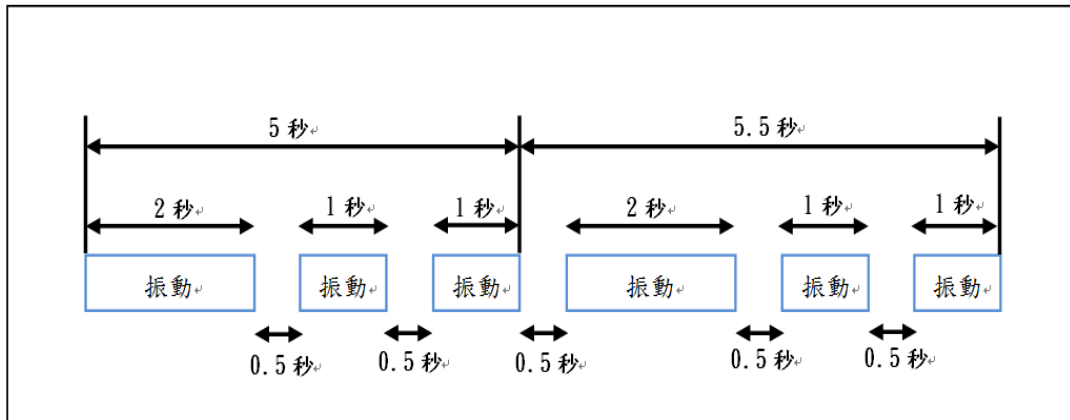 5 秒 5.5 秒
2 秒 1 秒 1 秒 2 秒 1 秒 1 秒
振動 振動 振動 振動 振動 振動
0.5 秒 0.5 秒 0.5 秒 0.5 秒 0.5 秒